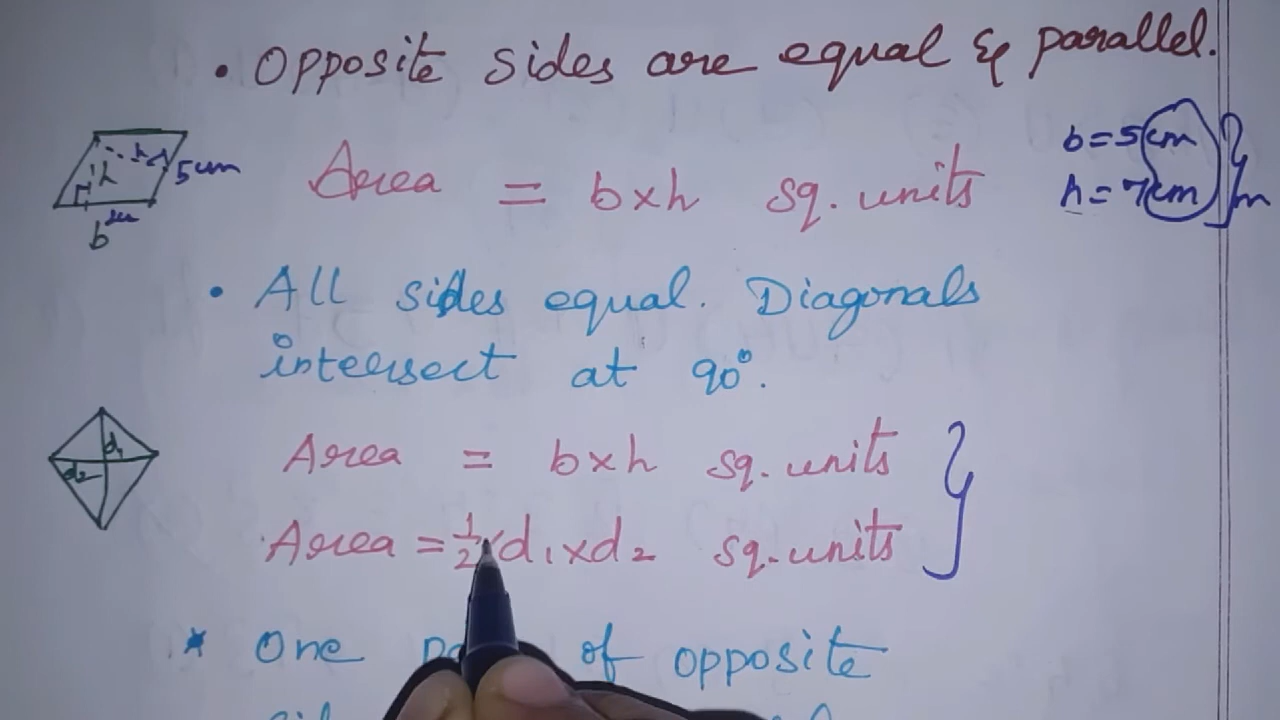 • Opposite sides are equal & parallel.
b = 5cm
h
h
5cm
Area = b×h sq. units
h = 7cm
m
b
• All sides equal. Diagonals
intersect at 90°.
d₁
d₂
Area = b×h sq. units
Area = 1/2 × d₁ × d₂ sq. units
* One of opposite